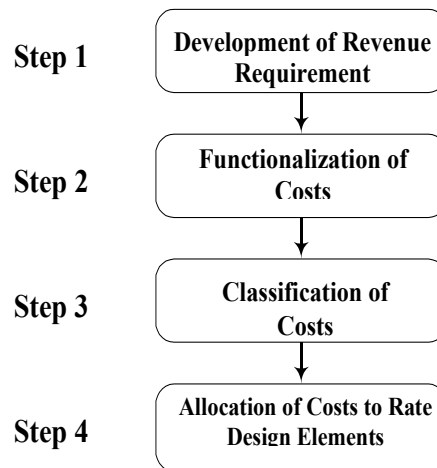 Step 1
Development of Revenue
Requirement
Step 2
Functionalization of
Costs
Step 3
Classification of
Costs
Step 4
Allocation of Costs to Rate
Design Elements